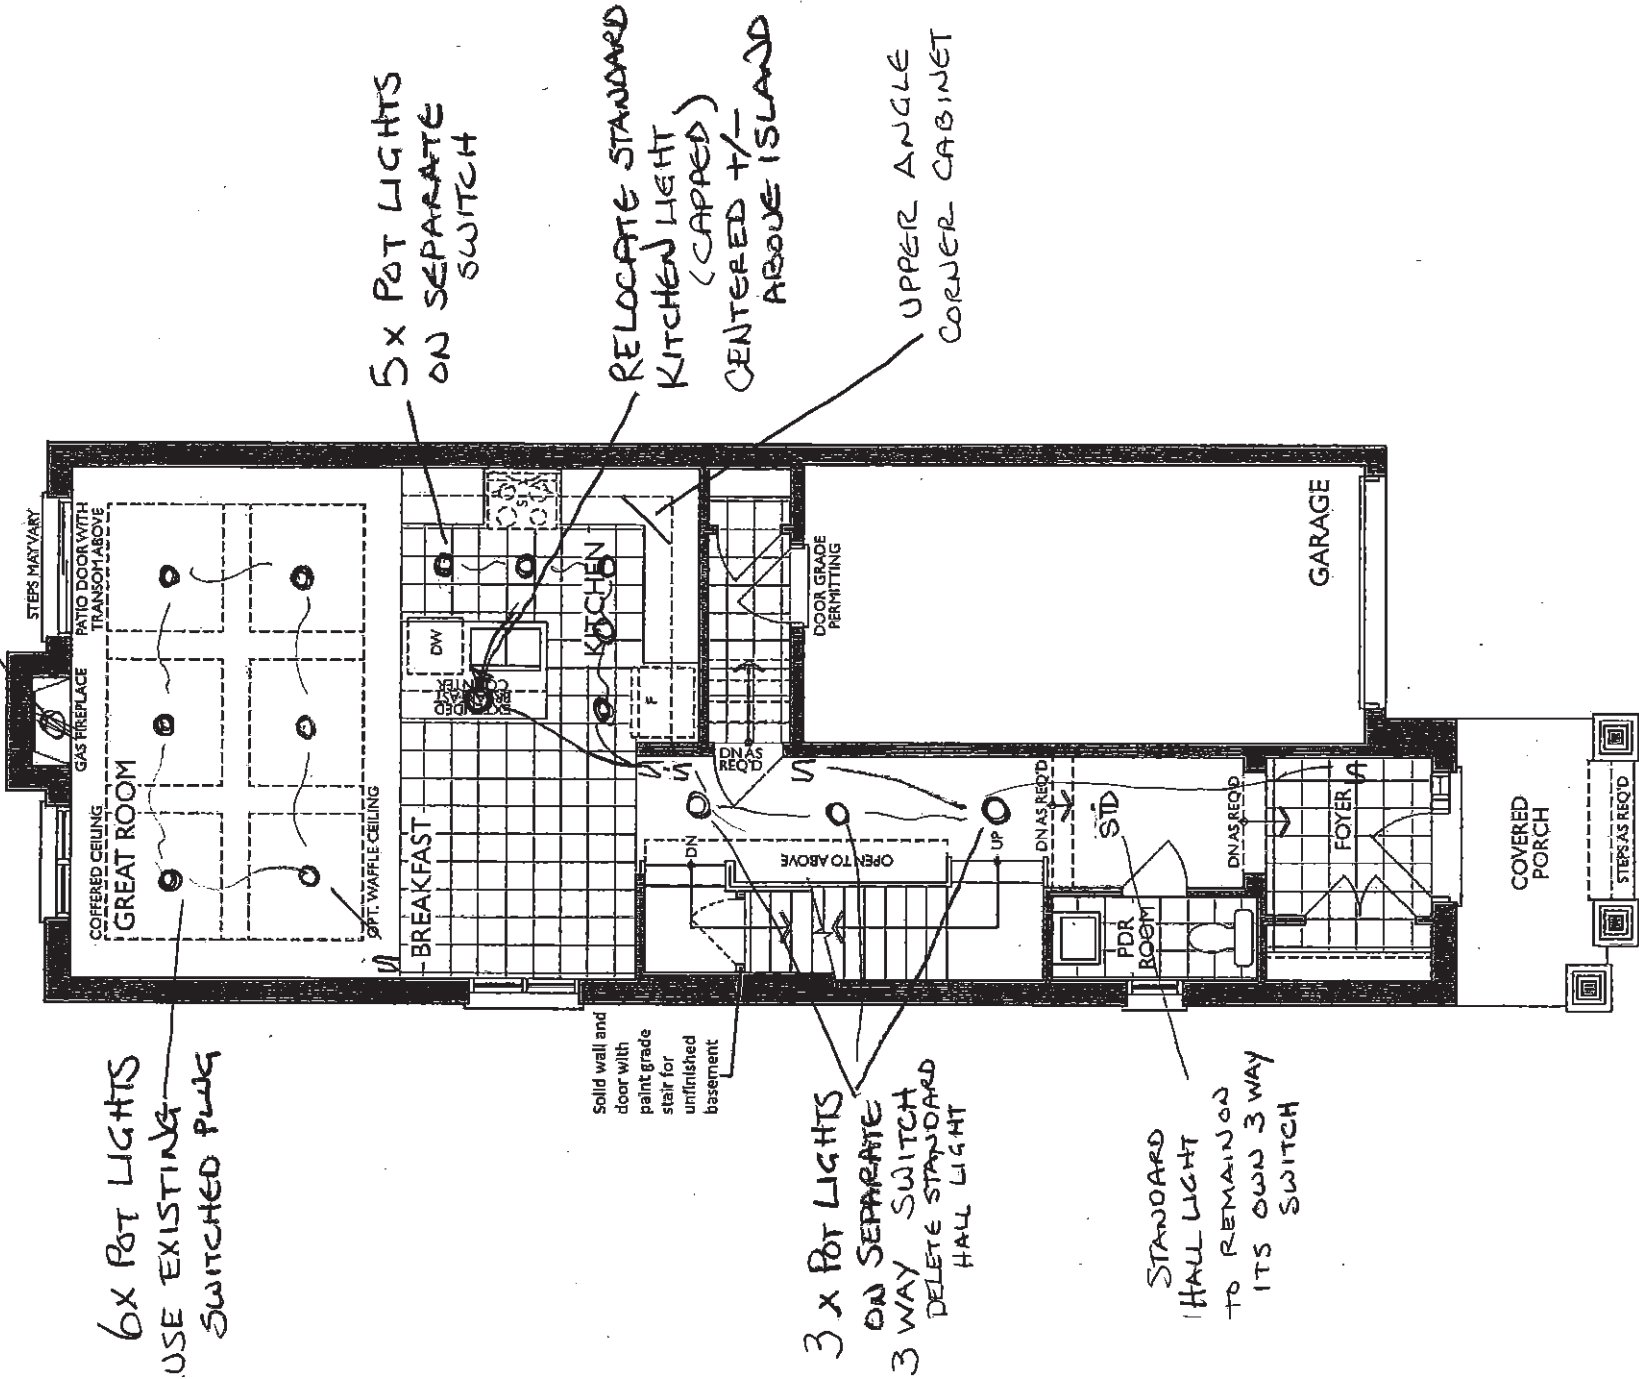 5x POT LIGHTS
ON SEPARATE
SWITCH
RELOCATE STANDARD
KITCHEN LIGHT
(CAPPED)
CENTERED +/-
ABOVE ISLAND
UPPER ANGLE
CORNER CABINET
STEPS MAY VARY
PATIO DOOR WITH
TRANSOM ABOVE
GAS FIREPLACE
COFFERED CEILING
GREAT ROOM
OPT. WAFFLE CEILING
BREAKFAST
DW
EXTENDED
BREAKFAST
COUNTER
KITCHEN
S
F
DOOR GRADE
PERMITTING
GARAGE
DN AS
REQ'D
DN
OPEN TO ABOVE
UP
DN AS REQ'D
STD
DN AS REQ'D
FOYER
PDR
ROOM
COVERED
PORCH
STEPS AS REQ'D
Solid wall and
door with
paint grade
stair for
unfinished
basement
6x POT LIGHTS
USE EXISTING
SWITCHED PLUG
3 x POT LIGHTS
ON SEPARATE
3 WAY SWITCH
DELETE STANDARD
HALL LIGHT
STANDARD
HALL LIGHT
TO REMAIN ON
ITS OWN 3 WAY
SWITCH